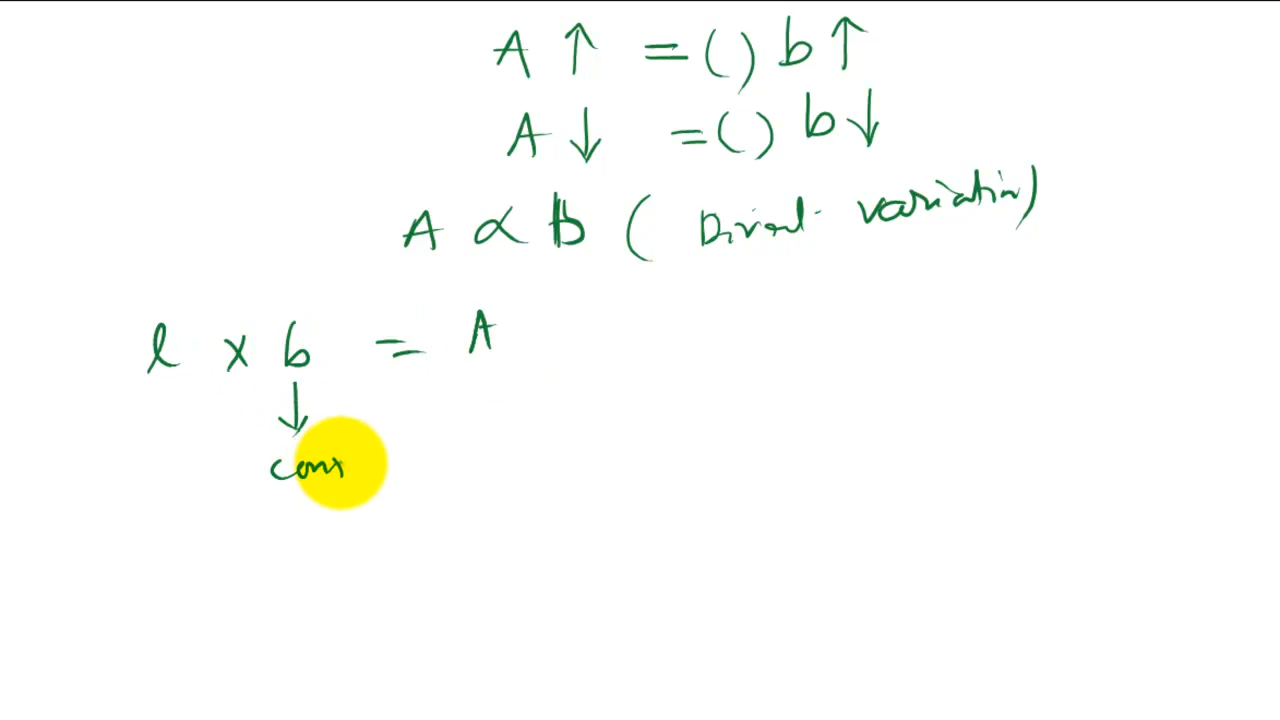 A ↑ = ( ) b ↑
A ↓ = ( ) b ↓
A ∝ B ( Direct variation)
l × b = A
↓
cons